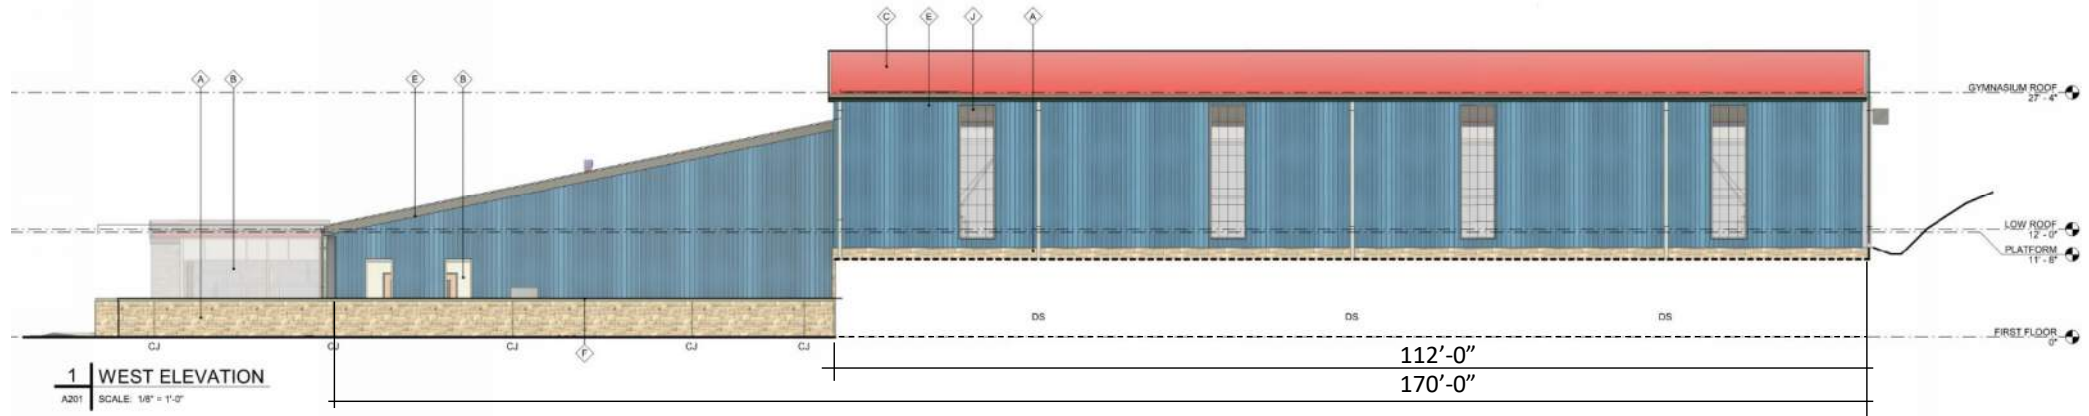 C E J A
A B E B
GYMNASIUM ROOF
27' - 4"
LOW ROOF
12' - 0"
PLATFORM
11' - 8"
DS DS DS
FIRST FLOOR
0"
CJ CJ CJ CJ CJ
F
112’-0”
1 WEST ELEVATION
170’-0”
A201 SCALE: 1/8" = 1'-0"